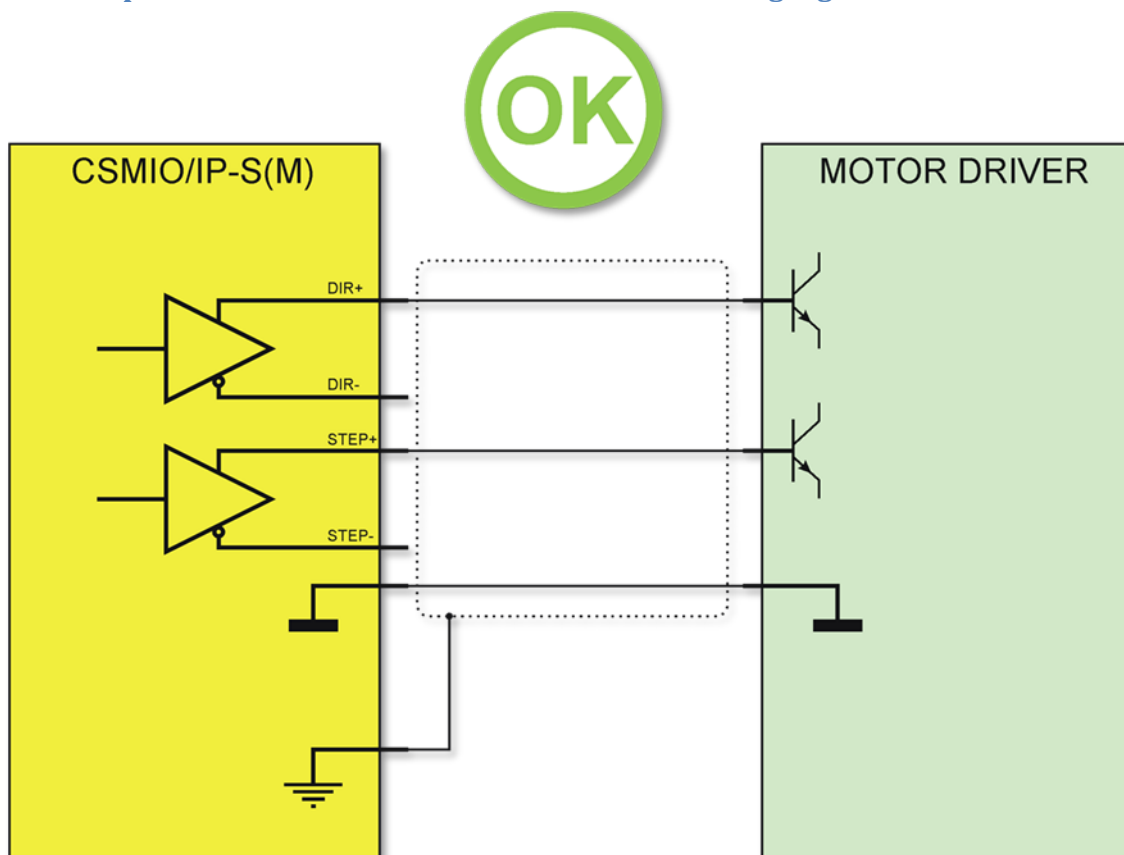 OK
CSMIO/IP-S(M)
MOTOR DRIVER
DIR+
DIR-
STEP+
STEP-